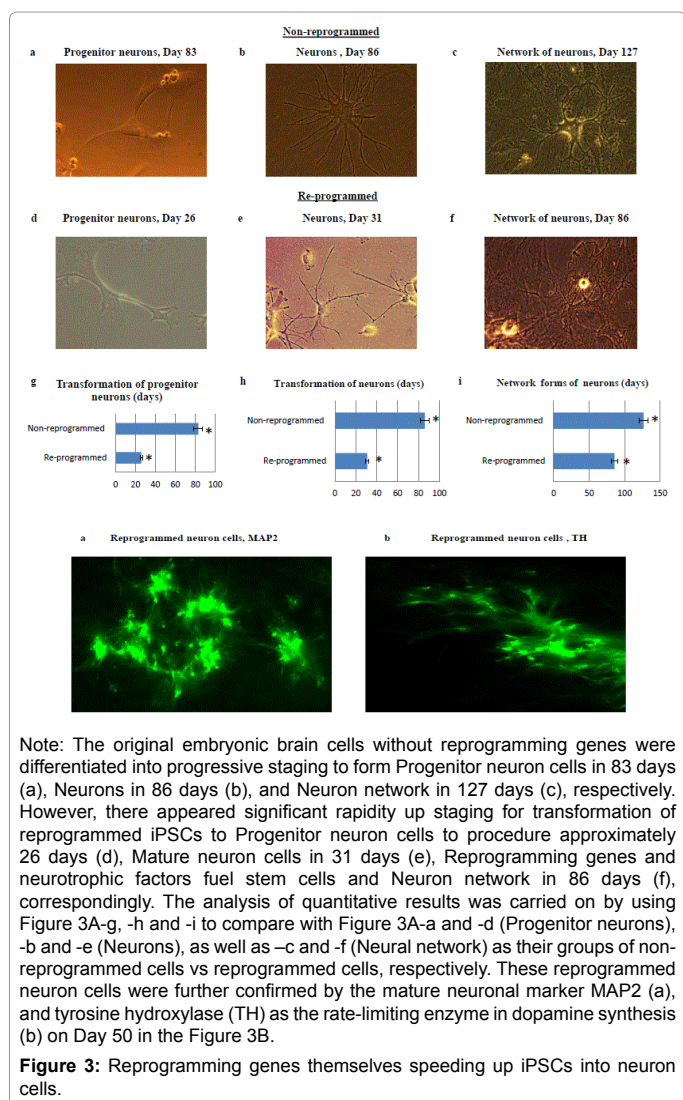 Non-reprogrammed
a Progenitor neurons, Day 83 b Neurons , Day 86 c Network of neurons, Day 127
Re-programmed
d Progenitor neurons, Day 26 e Neurons, Day 31 f Network of neurons, Day 86
g Transformation of progenitor neurons (days)
Non-reprogrammed *
Re-programmed *
0 20 40 60 80 100
h Transformation of neurons (days)
Non-reprogrammed *
Re-programmed *
0 20 40 60 80 100
i Network forms of neurons (days)
Non-reprogrammed *
Re-programmed *
0 50 100 150
a Reprogrammed neuron cells, MAP2 b Reprogrammed neuron cells , TH
Note: The original embryonic brain cells without reprogramming genes were
differentiated into progressive staging to form Progenitor neuron cells in 83 days
(a), Neurons in 86 days (b), and Neuron network in 127 days (c), respectively.
However, there appeared significant rapidity up staging for transformation of
reprogrammed iPSCs to Progenitor neuron cells to procedure approximately
26 days (d), Mature neuron cells in 31 days (e), Reprogramming genes and
neurotrophic factors fuel stem cells and Neuron network in 86 days (f),
correspondingly. The analysis of quantitative results was carried on by using
Figure 3A-g, -h and -i to compare with Figure 3A-a and -d (Progenitor neurons),
-b and -e (Neurons), as well as –c and -f (Neural network) as their groups of non-
reprogrammed cells vs reprogrammed cells, respectively. These reprogrammed
neuron cells were further confirmed by the mature neuronal marker MAP2 (a),
and tyrosine hydroxylase (TH) as the rate-limiting enzyme in dopamine synthesis
(b) on Day 50 in the Figure 3B.
Figure 3: Reprogramming genes themselves speeding up iPSCs into neuron
cells.